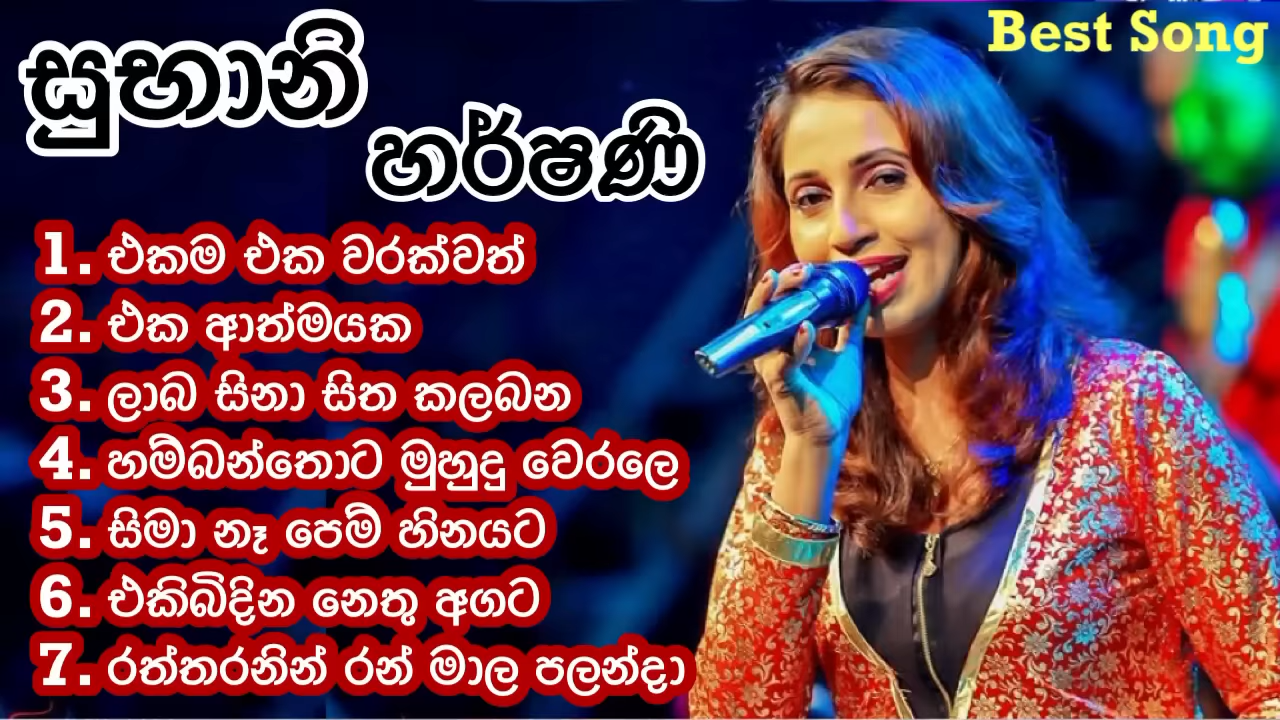 Best Song
සුභානි
හර්ෂණි
1. එකම එක වරක්වත්
2. එක ආත්මයක
3. ලාබ සිනා සිත කලබන
4. හම්බන්තොට මුහුදු වෙරලෙ
5. සිමා නෑ පෙම් හිනයට
6. එකිබිදින නෙතු අගට
7. රත්තරනින් රන් මාල පලන්දා